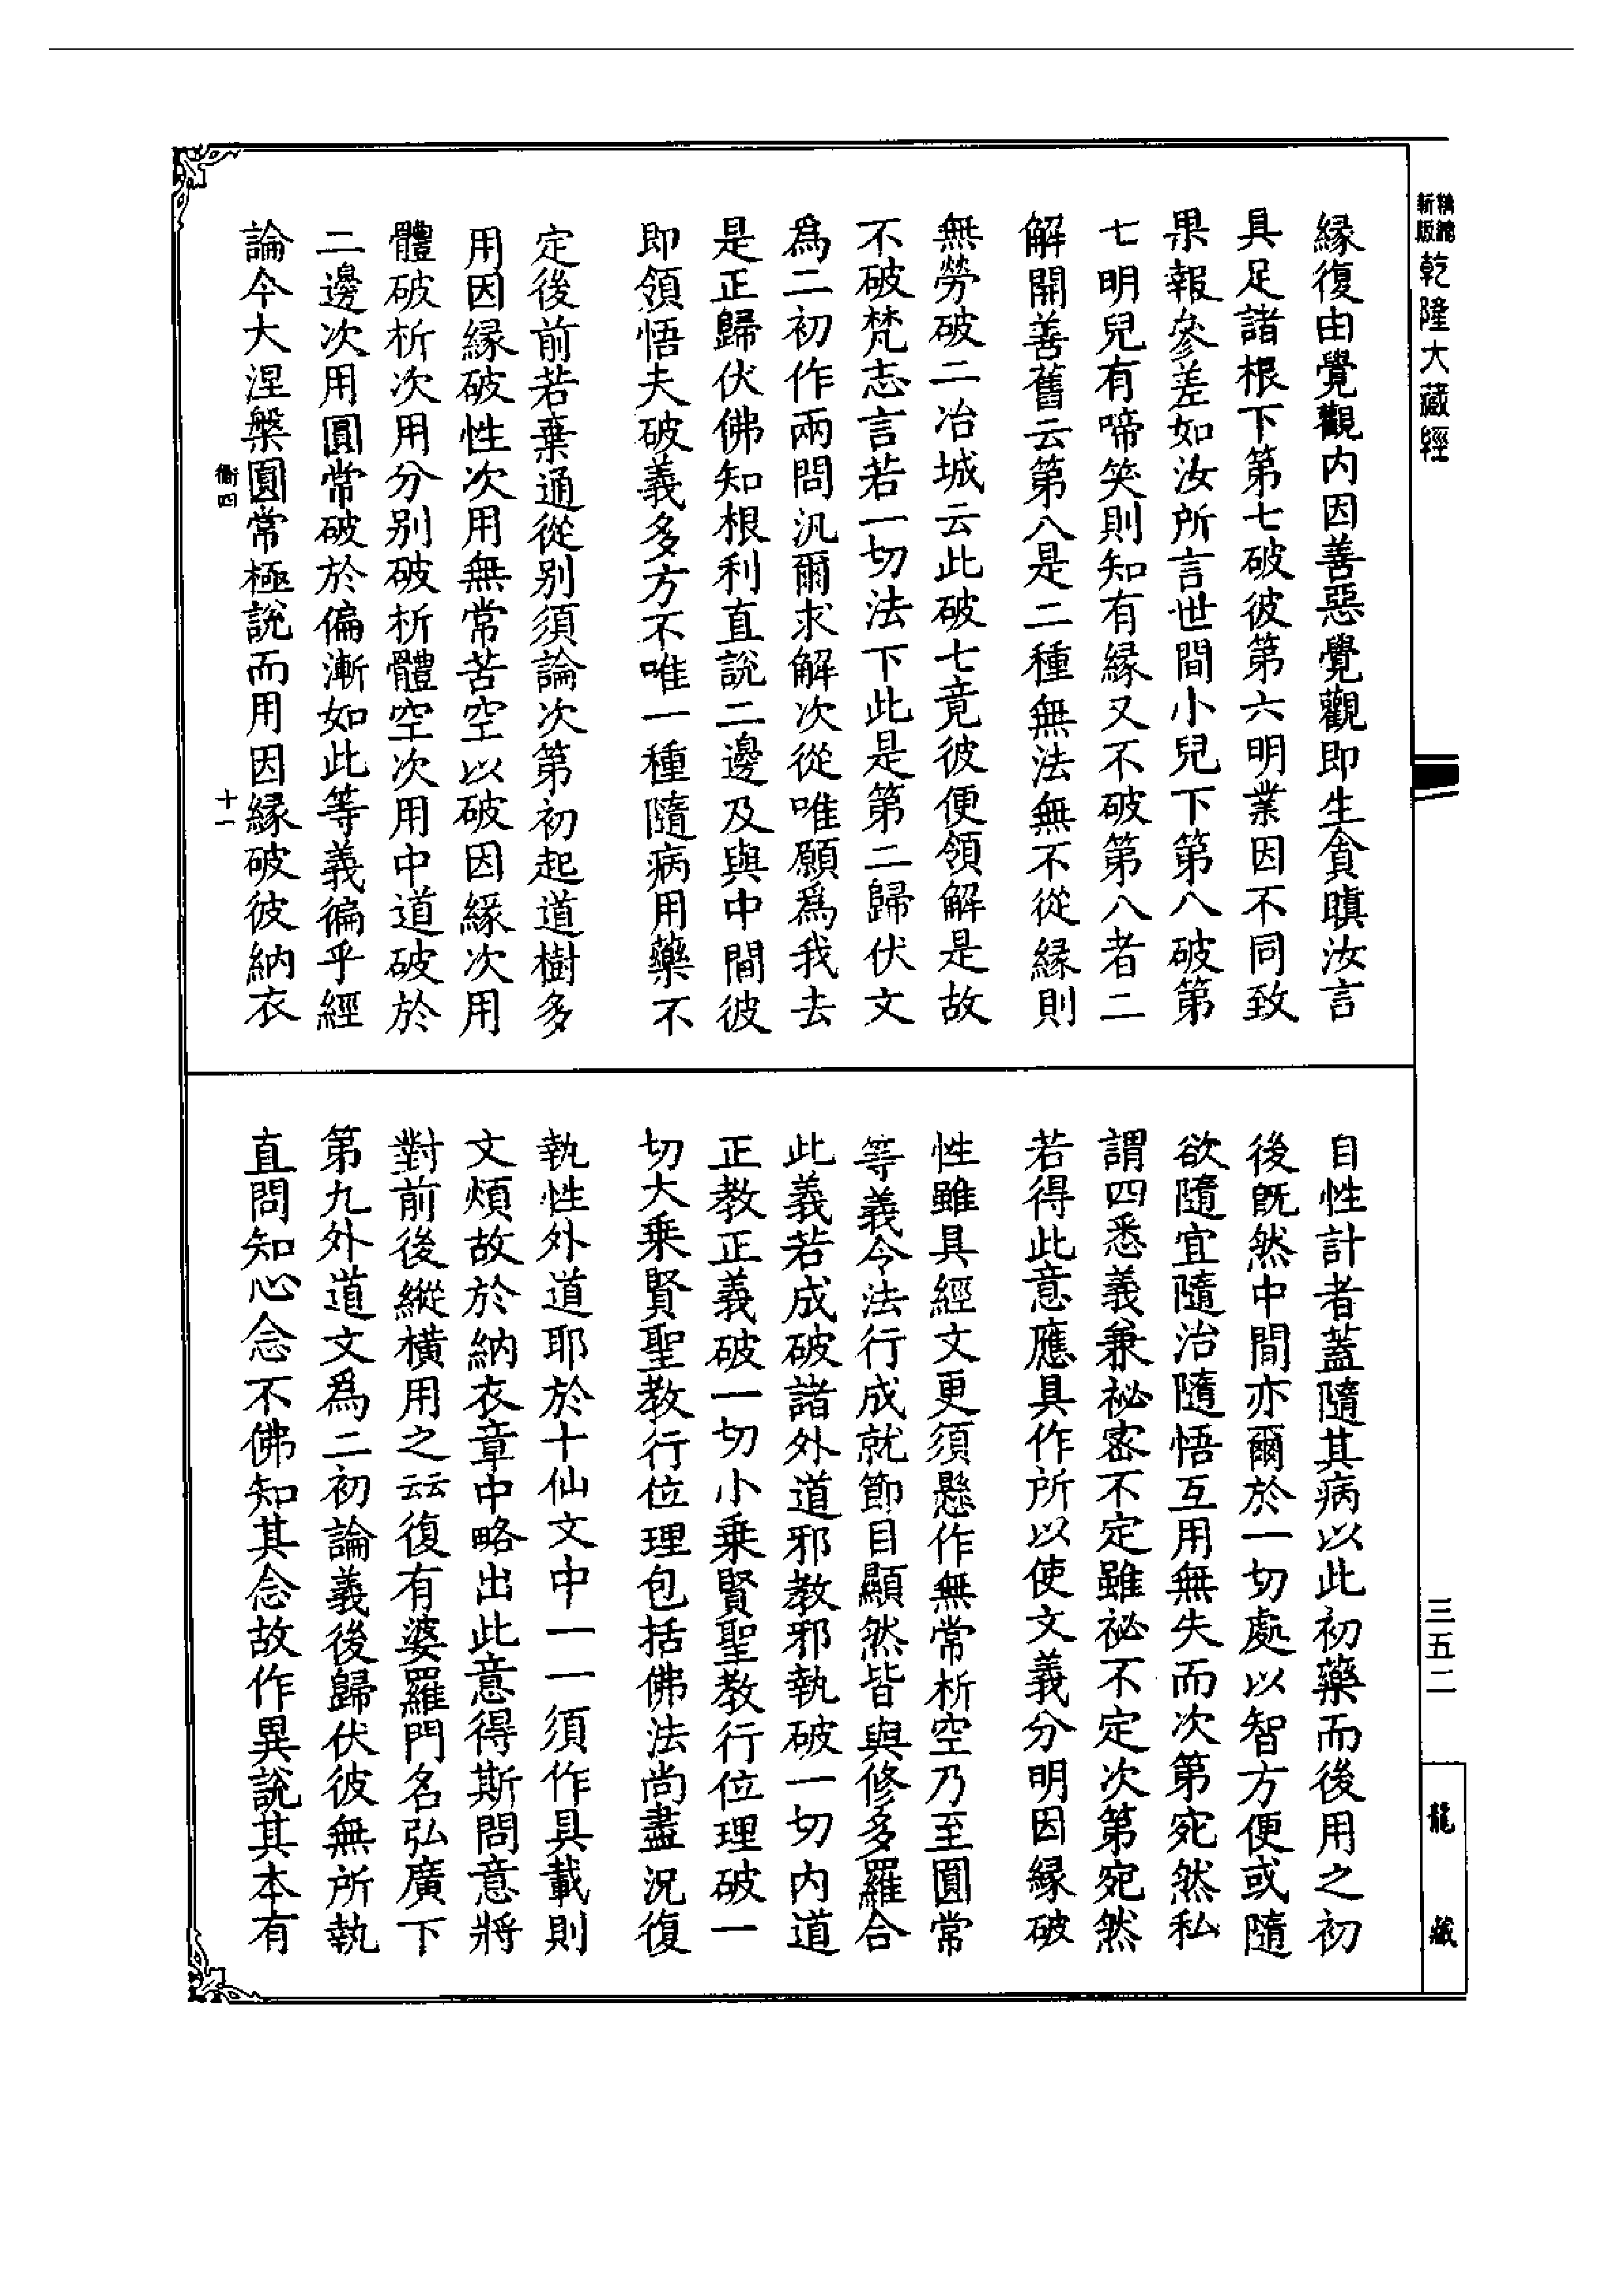 精縮
新版
乾隆大藏經
縁復由覺觀内因善惡覺觀即生貪瞋汝言
具足諸根下第七破彼第六明業因不同致
果報參差如汝所言世間小兒下第八破第
七明兒有啼笑則知有縁又不破第八者二
解開善舊云第八是二種無法無不從縁則
無勞破二冶城云此破七竟彼便領解是故
不破梵志言若一切法下此是第二歸伏文
爲二初作兩問汎爾求解次從唯願爲我去
是正歸伏佛知根利直說二邊及與中間彼
即領悟夫破義多方不唯一種隨病用藥不
定後前若棄通從别須論次第初起道樹多
用因縁破性次用無常苦空以破因緣次用
體破析次用分别破析體空次用中道破於
二邊次用圓常破於偏漸如此等義徧乎經
論今大涅槃圓常極說而用因縁破彼納衣
衝四
十一
自性計者蓋隨其病以此初藥而後用之初
後旣然中間亦爾於一切處以智方便或隨
欲隨宜隨治隨悟互用無失而次第宛然私
謂四悉義兼祕密不定雖祕不定次第宛然
若得此意應具作所以使文義分明因縁破
性雖具經文更須懸作無常析空乃至圓常
等義令法行成就節目顯然皆與修多羅合
此義若成破諸外道邪教邪執破一切内道
正教正義破一切小乘賢聖教行位理破一
切大乘賢聖教行位理包括佛法尚盡況復
執性外道耶於十仙文中一一須作具載則
文煩故於納衣章中略出此意得斯問意將
對前後縱橫用之云云復有婆羅門名弘廣下
第九外道文爲二初論義後歸伏彼無所執
直問知心念不佛知其念故作異說其本有
三五二
龍藏